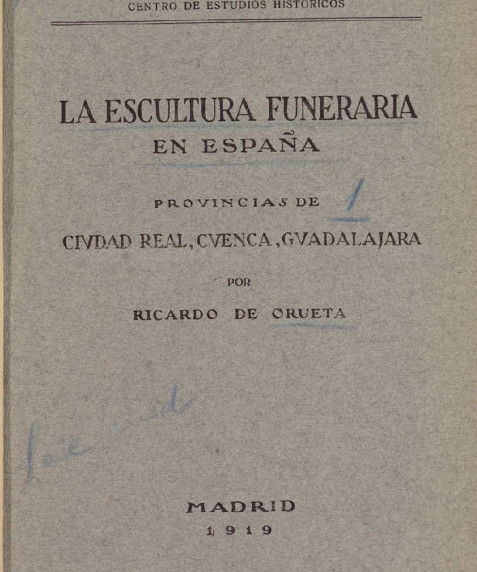 CENTRO DE ESTUDIOS HISTÓRICOS
LA ESCULTURA FUNERARIA
EN ESPAÑA
PROVINCIAS DE
1
CIVDAD REAL, CVENCA, GVADALAJARA
POR
RICARDO DE ORUETA
MADRID
1919